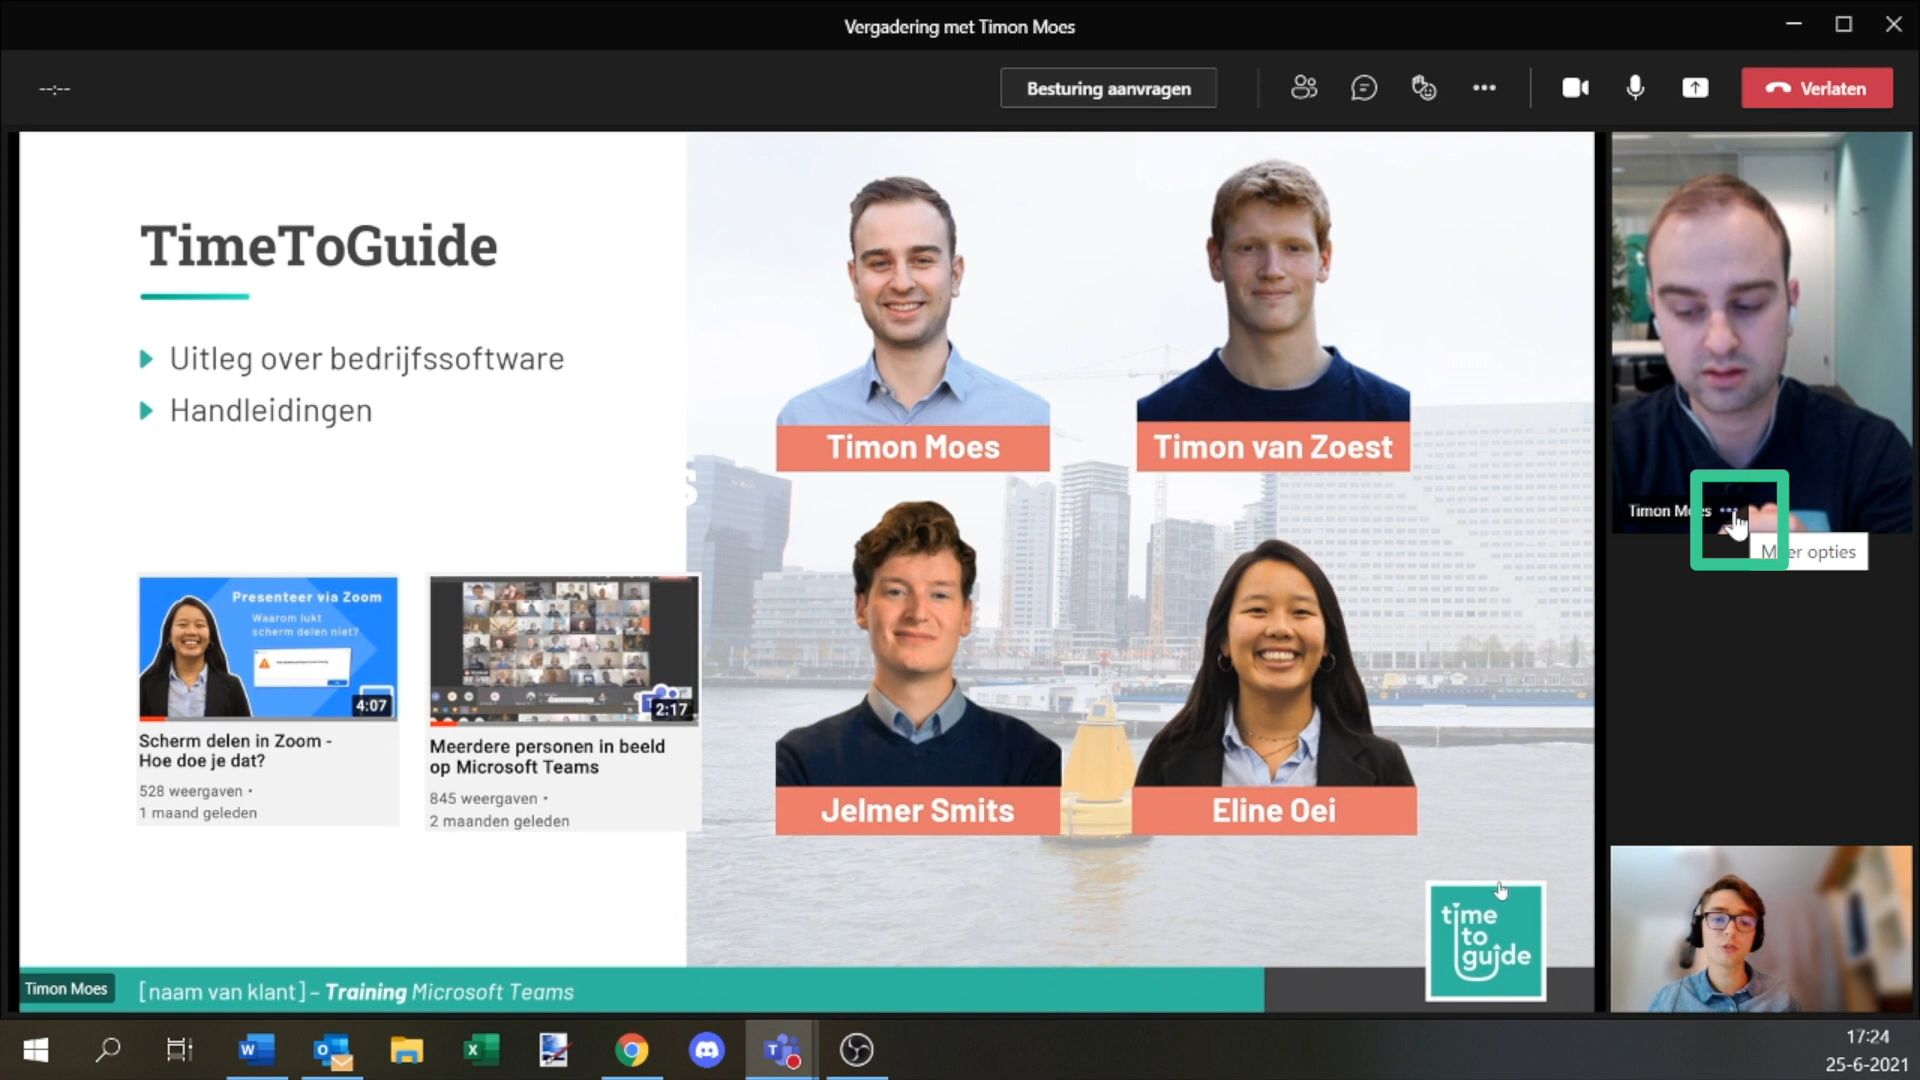 Vergadering met Timon Moes
--:--
Besturing aanvragen
Verlaten
TimeToGuide
Uitleg over bedrijfssoftware
Handleidingen
Timon Moes
Timon van Zoest
Timon Moes
Presenteer via Zoom
Waarom lukt
scherm delen niet?
4:07
2:17
Scherm delen in Zoom -
Hoe doe je dat?
528 weergaven •
1 maand geleden
Meerdere personen in beeld
op Microsoft Teams
845 weergaven •
2 maanden geleden
Jelmer Smits
Eline Oei
time
to
guide
Timon Moes
[naam van klant] – Training Microsoft Teams
17:24
25-6-2021